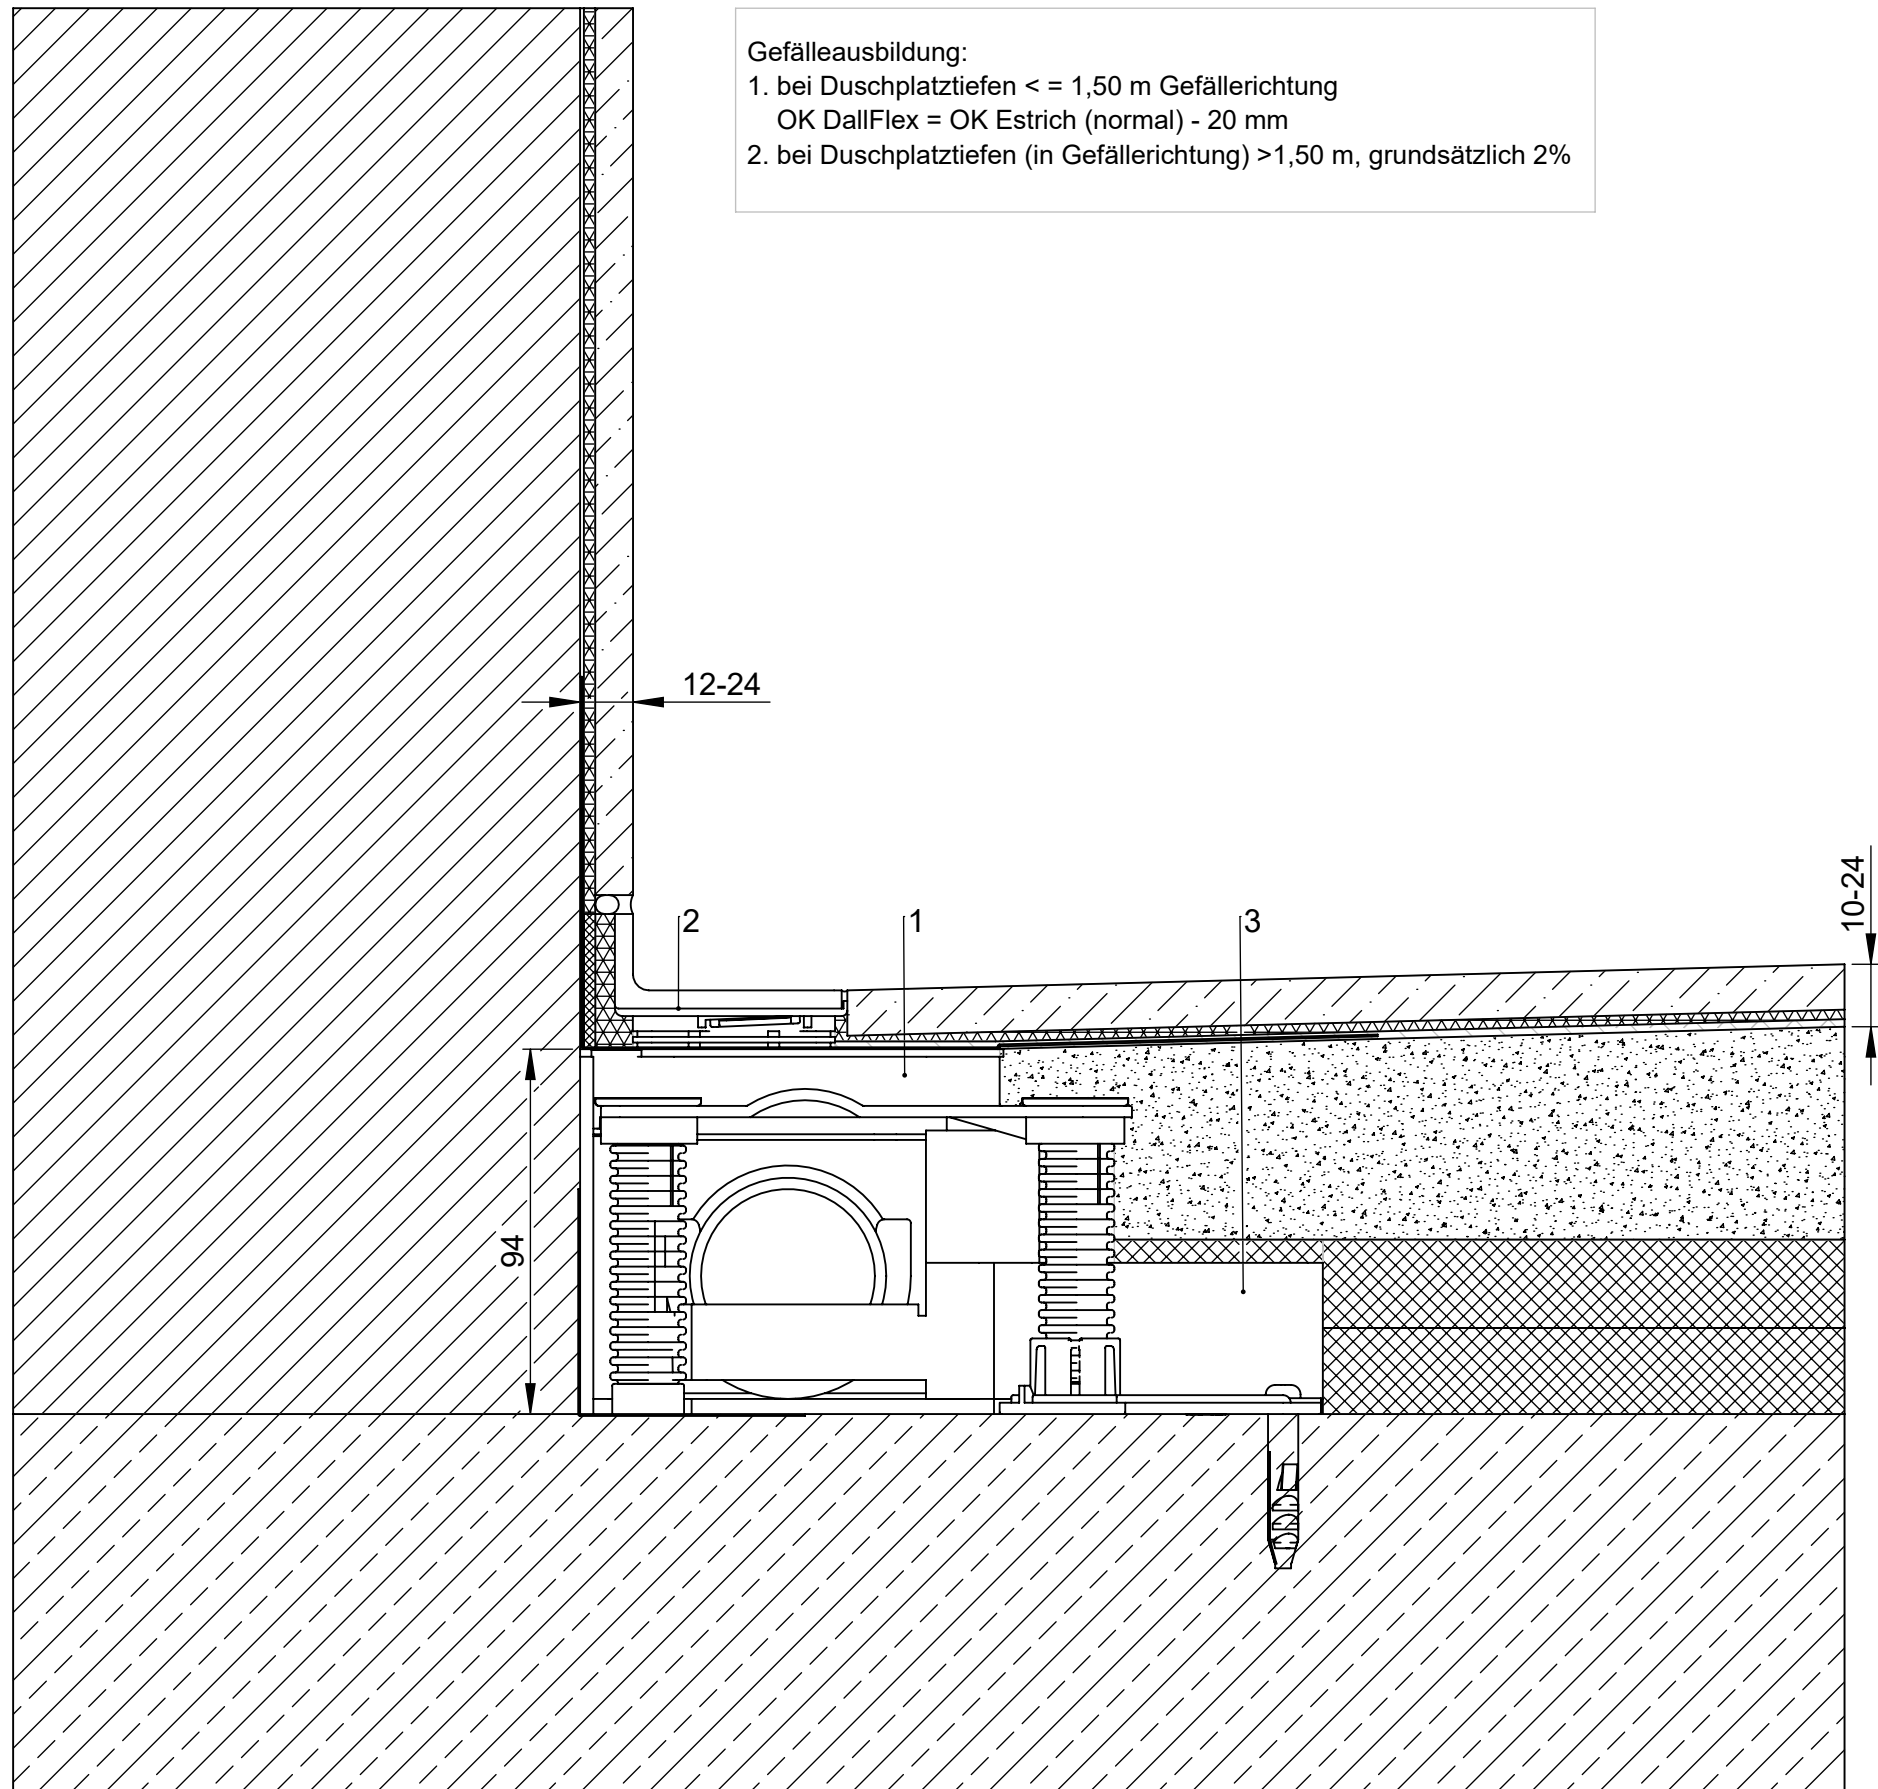 Gefälleausbildung:
1. bei Duschplatztiefen < = 1,50 m Gefällerichtung
OK DallFlex = OK Estrich (normal) - 20 mm
2. bei Duschplatztiefen (in Gefällerichtung) >1,50 m, grundsätzlich 2%
12-24
10-24
2
1
3
94